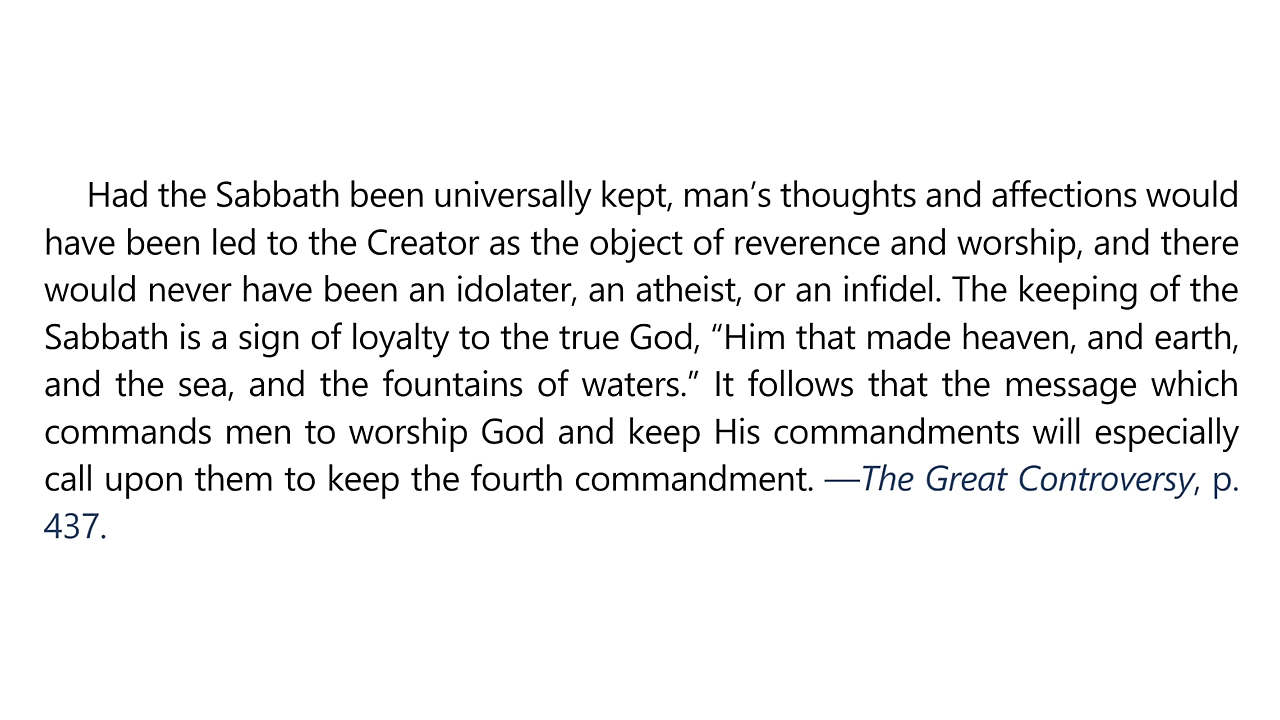 Had the Sabbath been universally kept, man’s thoughts and affections would
have been led to the Creator as the object of reverence and worship, and there
would never have been an idolater, an atheist, or an infidel. The keeping of the
Sabbath is a sign of loyalty to the true God, “Him that made heaven, and earth,
and the sea, and the fountains of waters.” It follows that the message which
commands men to worship God and keep His commandments will especially
call upon them to keep the fourth commandment. —The Great Controversy, p.
437.